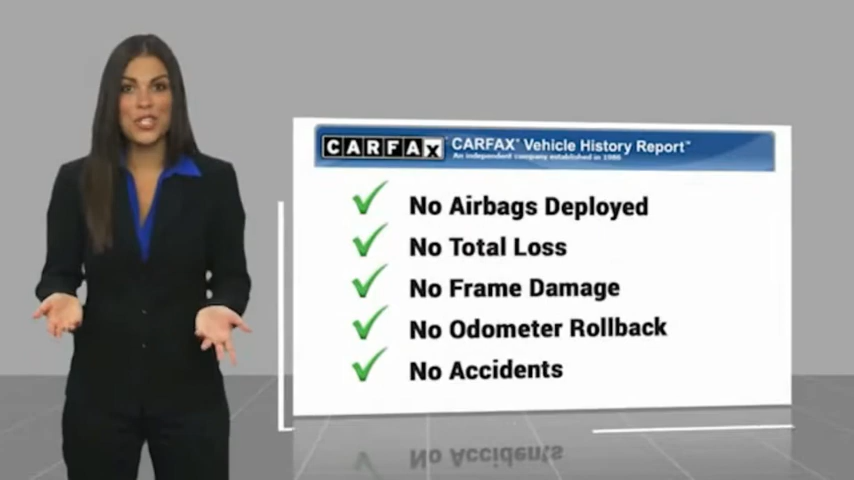 CARFAX CARFAX Vehicle History Report™
An independent company established in 1986
No Airbags Deployed
No Total Loss
No Frame Damage
No Odometer Rollback
No Accidents
No Accidents